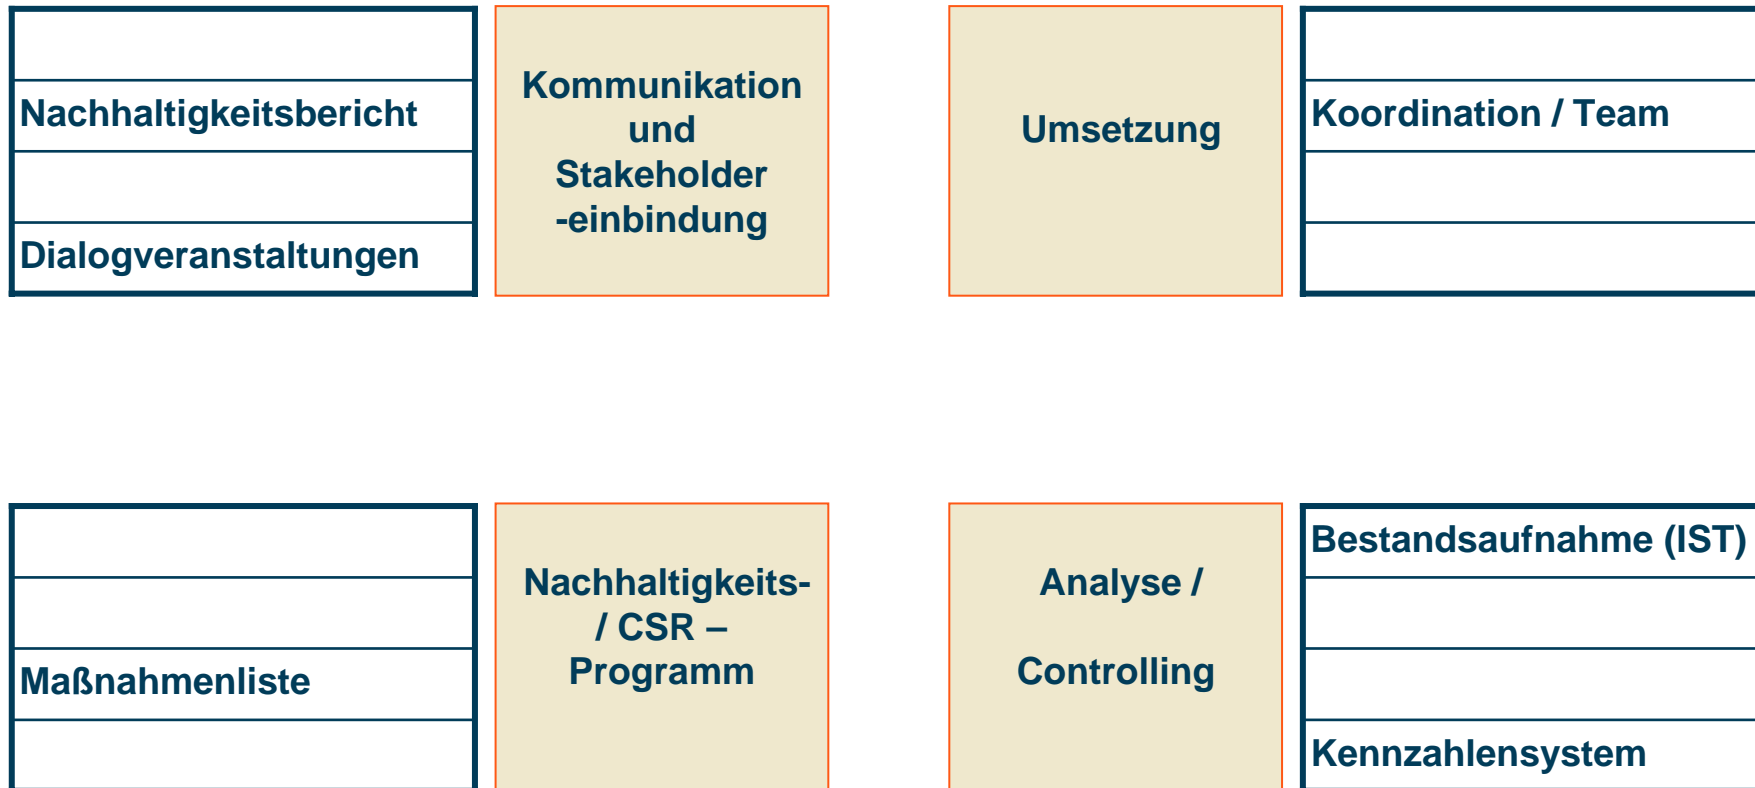 Nachhaltigkeitsbericht
Dialogveranstaltungen
Kommunikation
und
Stakeholder
-einbindung
Umsetzung
Koordination / Team
Maßnahmenliste
Nachhaltigkeits-
/ CSR –
Programm
Analyse /
Controlling
Bestandsaufnahme (IST)
Kennzahlensystem